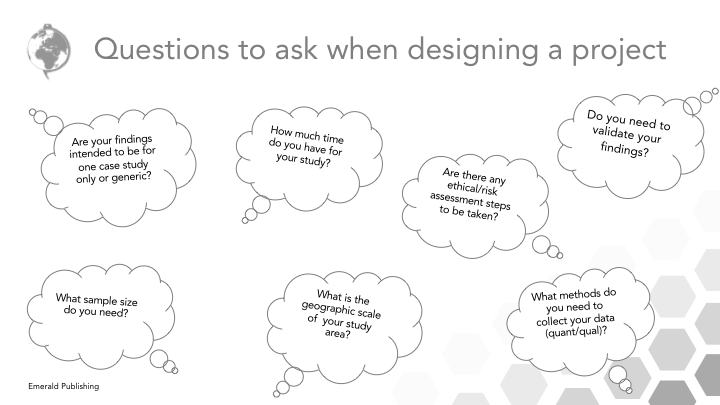 Questions to ask when designing a project
Are your findings
intended to be for
one case study
only or generic?
How much time
do you have for
your study?
Are there any
ethical/risk
assessment steps
to be taken?
Do you need to
validate your
findings?
What sample size
do you need?
What is the
geographic scale
of your study
area?
What methods do
you need to
collect your data
(quant/qual)?
Emerald Publishing